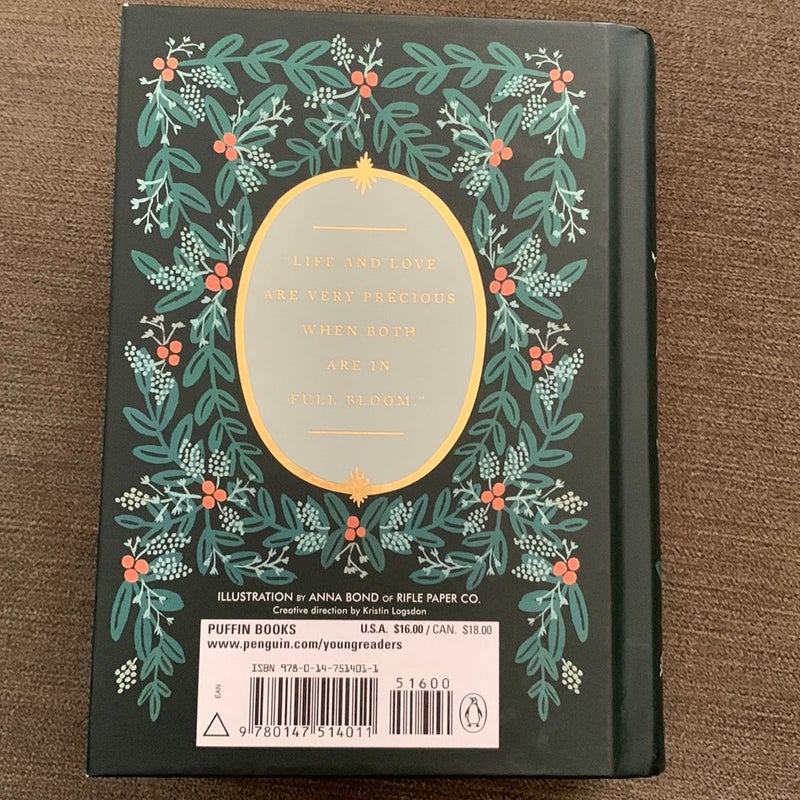 “LIFE AND LOVE
ARE VERY PRECIOUS
WHEN BOTH
ARE IN
FULL BLOOM.”
ILLUSTRATION BY ANNA BOND OF RIFLE PAPER CO.
Creative direction by Kristin Logsdon
PUFFIN BOOKS U.S.A. $16.00 / CAN. $18.00
www.penguin.com/youngreaders
ISBN 978-0-14-751401-1
51600
EAN
9 780147 514011